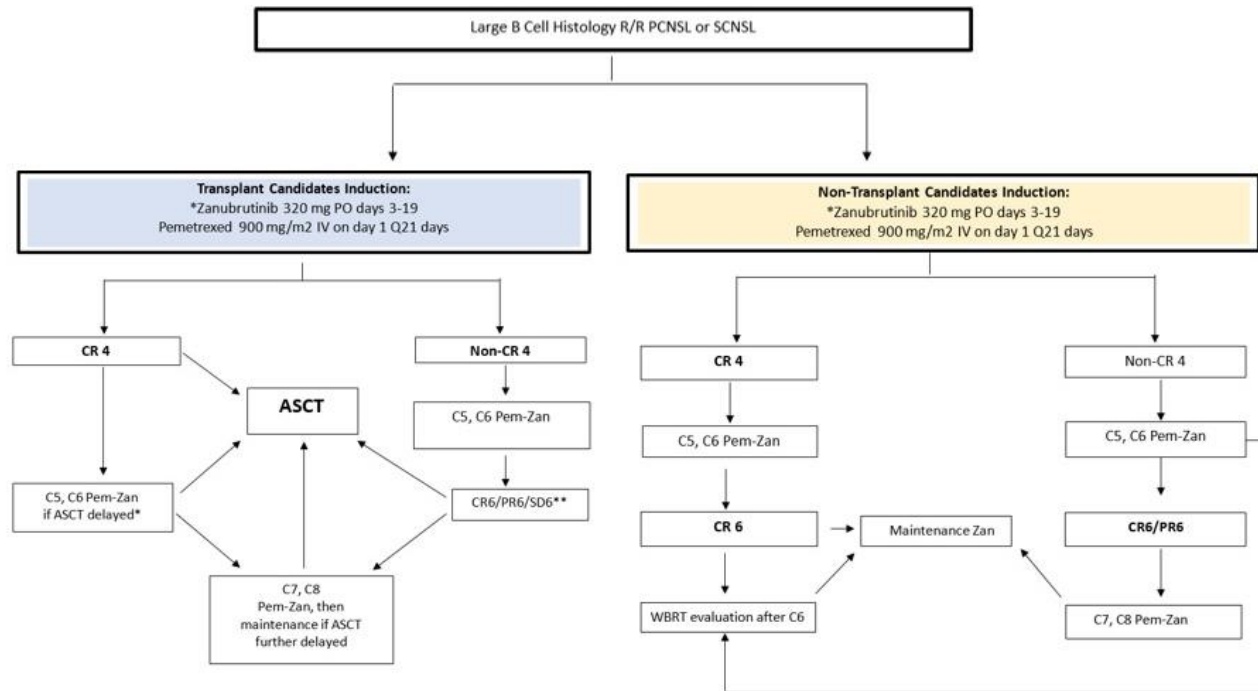 Large B Cell Histology R/R PCNSL or SCNSL
Transplant Candidates Induction:
*Zanubrutinib 320 mg PO days 3-19
Pemetrexed 900 mg/m2 IV on day 1 Q21 days
Non-Transplant Candidates Induction:
*Zanubrutinib 320 mg PO days 3-19
Pemetrexed 900 mg/m2 IV on day 1 Q21 days
CR 4
Non-CR 4
ASCT
C5, C6 Pem-Zan
C5, C6 Pem-Zan
if ASCT delayed*
CR6/PR6/SD6**
C7, C8
Pem-Zan, then
maintenance if ASCT
further delayed
CR 4
Non-CR 4
C5, C6 Pem-Zan
C5, C6 Pem-Zan
CR 6
Maintenance Zan
CR6/PR6
WBRT evaluation after C6
C7, C8 Pem-Zan